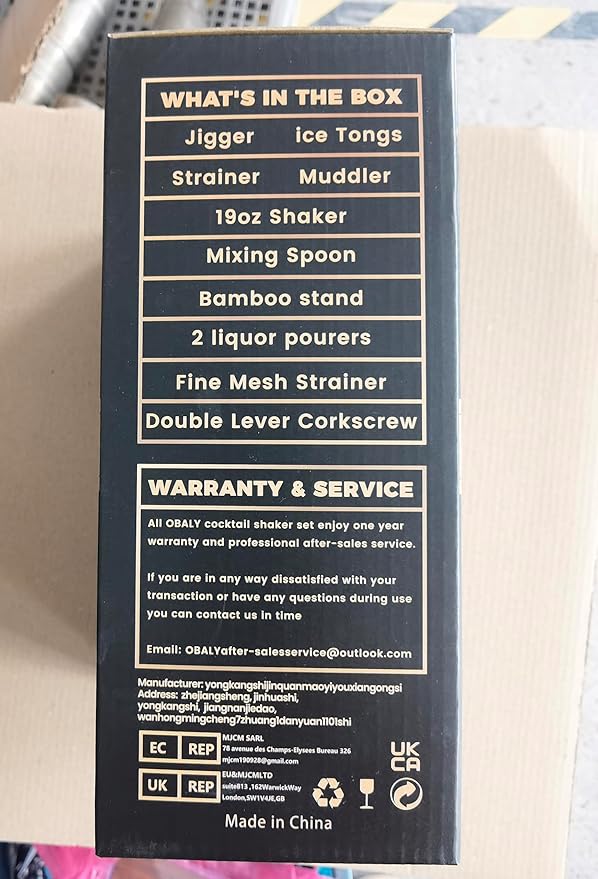 WHAT'S IN THE BOX
Jigger ice Tongs
Strainer Muddler
19oz Shaker
Mixing Spoon
Bamboo stand
2 liquor pourers
Fine Mesh Strainer
Double Lever Corkscrew
WARRANTY & SERVICE
All OBALY cocktail shaker set enjoy one year
warranty and professional after-sales service.
If you are in any way dissatisfied with your
transaction or have any questions during use
you can contact us in time
Email: OBALYafter-salesservice@outlook.com
Manufacturer: yongkangshijinquanmaoyiyouxiangongsi
Address: zhejiangsheng, jinhuashi,
yongkangshi, jiangnanjiedao,
wanhongmingcheng7zhuang1danyuan1101shi
EC REP
MJCM SARL
78 avenue des Champs-Elysees Bureau 326
mjcm190928@gmail.com
UK REP
EU&MJCMLTD
suite813 ,162WarwickWay
London,SW1V4JE,GB
UK
CA
Made in China